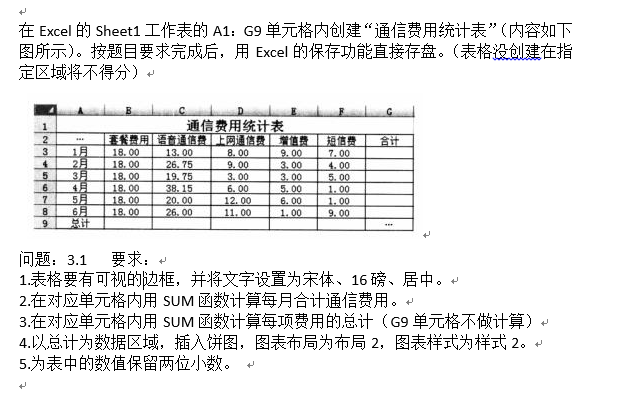 在 Excel 的 Sheet1 工作表的 A1：G9 单元格内创建“通信费用统计表”（内容如下
图所示）。按题目要求完成后，用 Excel 的保存功能直接存盘。（表格没创建在指
定区域将不得分）
A B C D E F G
1 通信费用统计表
2 … 套餐费用 语音通信费 上网通信费 增值费 短信费 合计
3 1月 18.00 13.00 8.00 9.00 7.00
4 2月 18.00 26.75 9.00 3.00 4.00
5 3月 18.00 19.75 3.00 3.00 5.00
6 4月 18.00 38.15 6.00 5.00 1.00
7 5月 18.00 20.00 12.00 6.00 1.00
8 6月 18.00 26.00 11.00 1.00 9.00
9 总计 …
问题：3.1 要求：
1.表格要有可视的边框，并将文字设置为宋体、16 磅、居中。
2.在对应单元格内用 SUM 函数计算每月合计通信费用。
3.在对应单元格内用 SUM 函数计算每项费用的总计（G9 单元格不做计算）
4.以总计为数据区域，插入饼图，图表布局为布局 2，图表样式为样式 2。
5.为表中的数值保留两位小数。